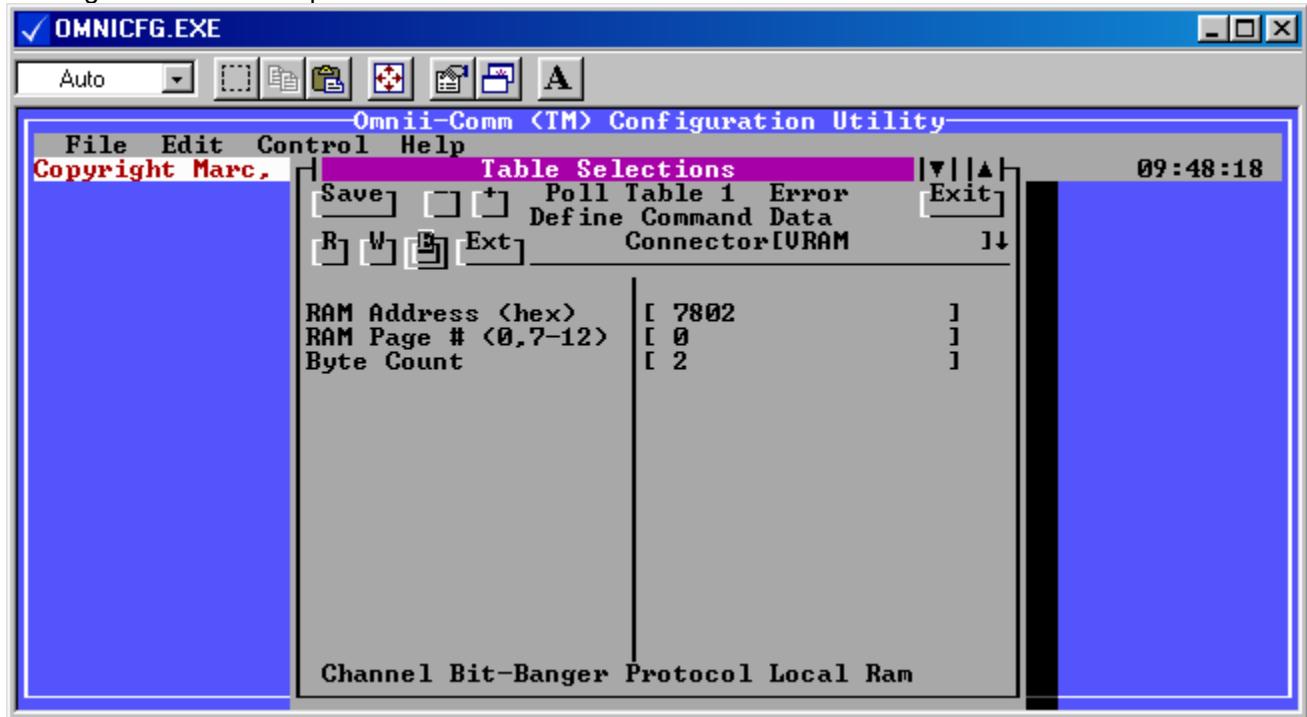 OMNICFG.EXE
Auto
A
Omnii-Comm (TM) Configuration Utility
File Edit Control Help
Copyright Marc, Table Selections 09:48:18
Save - + Poll Table 1 Error Exit
Define Command Data
R W E Ext Connector[VRAM ]↓
RAM Address (hex) [ 7802 ]
RAM Page # (0,7-12) [ 0 ]
Byte Count [ 2 ]
Channel Bit-Banger Protocol Local Ram